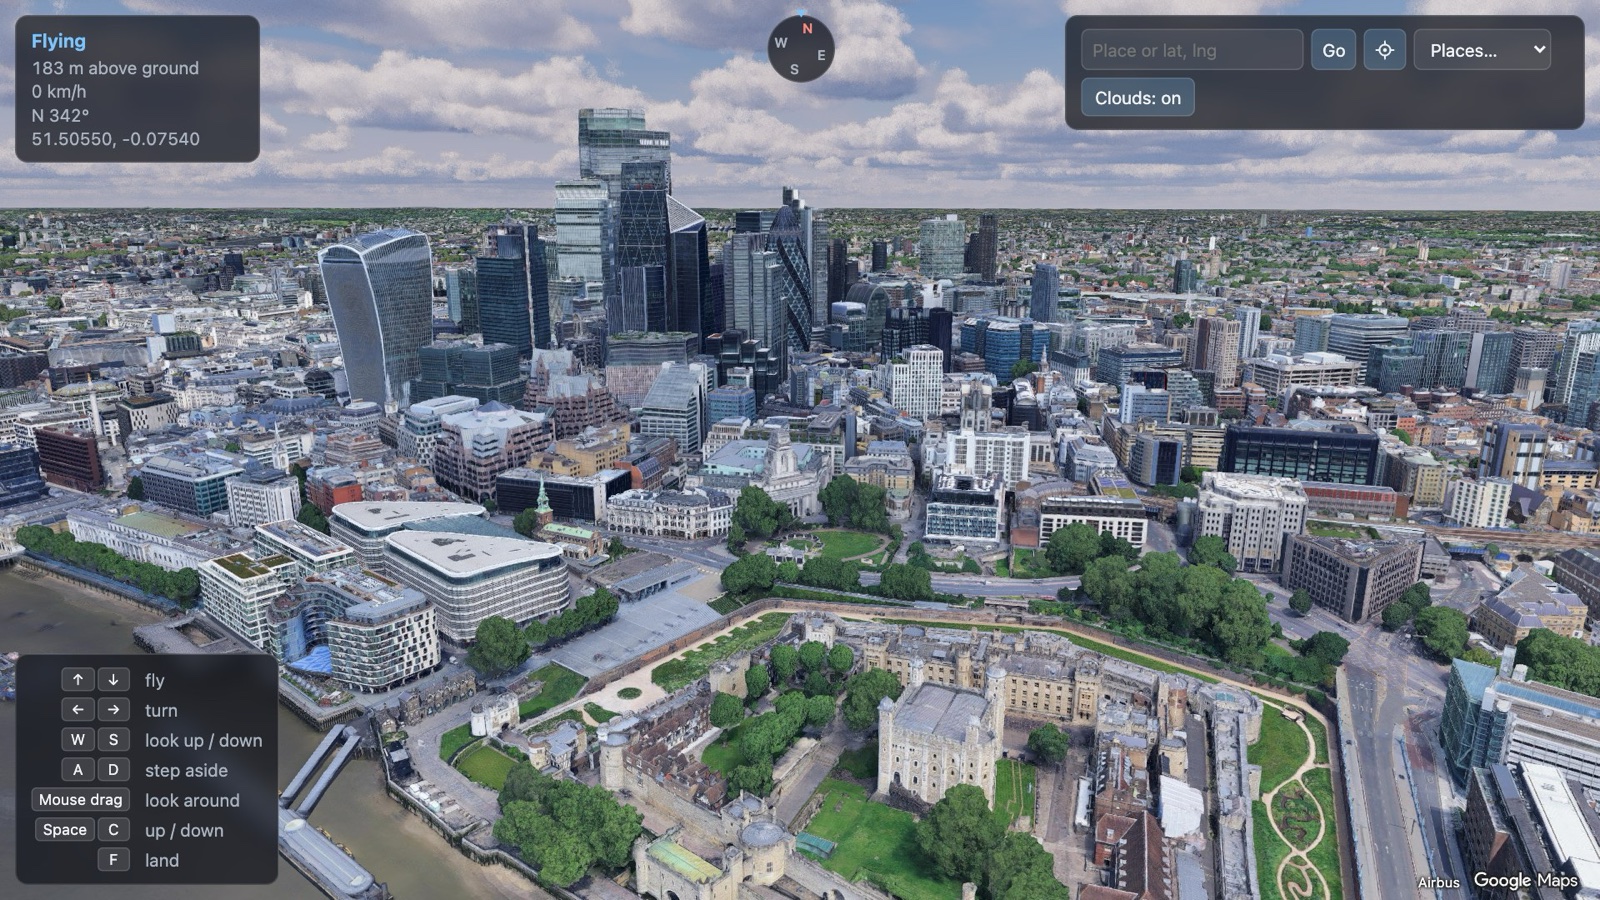 Flying
183 m above ground
0 km/h
N 342°
51.50550, -0.07540
N
W
E
S
Place or lat, lng
Go
Places...
Clouds: on
↑ ↓ fly
← → turn
W S look up / down
A D step aside
Mouse drag look around
Space C up / down
F land
Airbus Google Maps